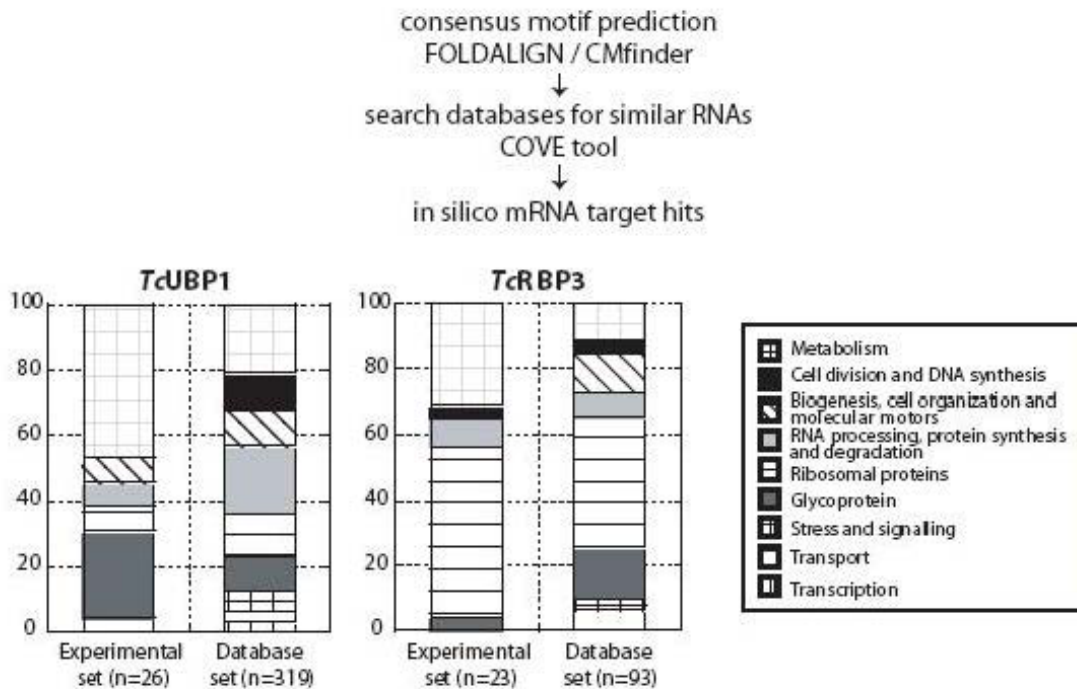 consensus motif prediction
FOLDALIGN / CMfinder
search databases for similar RNAs
COVE tool
in silico mRNA target hits
TcUBP1
100
80
60
40
20
0
Experimental
set (n=26)
Database
set (n=319)
TcRBP3
100
80
60
40
20
0
Experimental
set (n=23)
Database
set (n=93)
Metabolism
Cell division and DNA synthesis
Biogenesis, cell organization and
molecular motors
RNA processing, protein synthesis
and degradation
Ribosomal proteins
Glycoprotein
Stress and signalling
Transport
Transcription